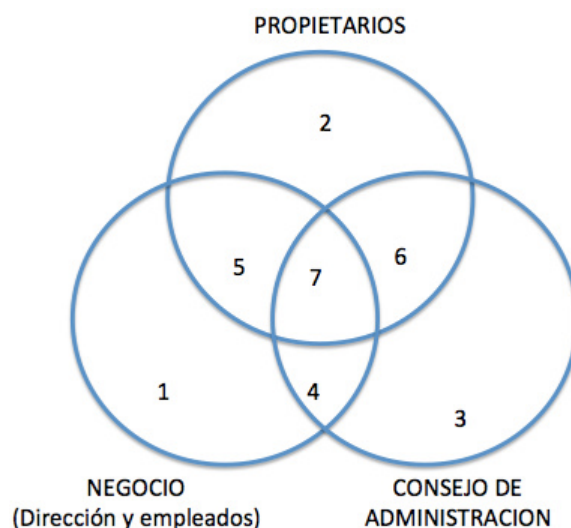 PROPIETARIOS
2
5
7
6
1
4
3
NEGOCIO
(Dirección y empleados)
CONSEJO DE
ADMINISTRACION